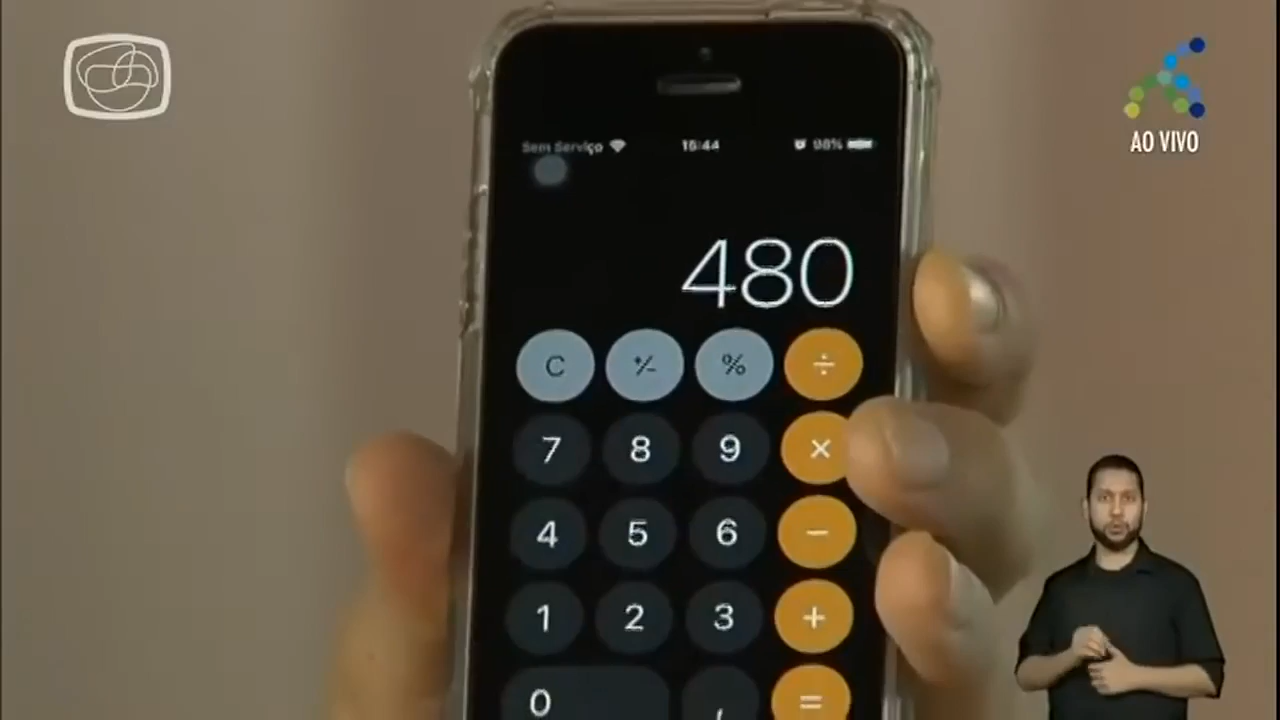 Sem Serviço 16:44 98%
AO VIVO
480
C +/- % ÷
7 8 9 ×
4 5 6 −
1 2 3 +
0 , =